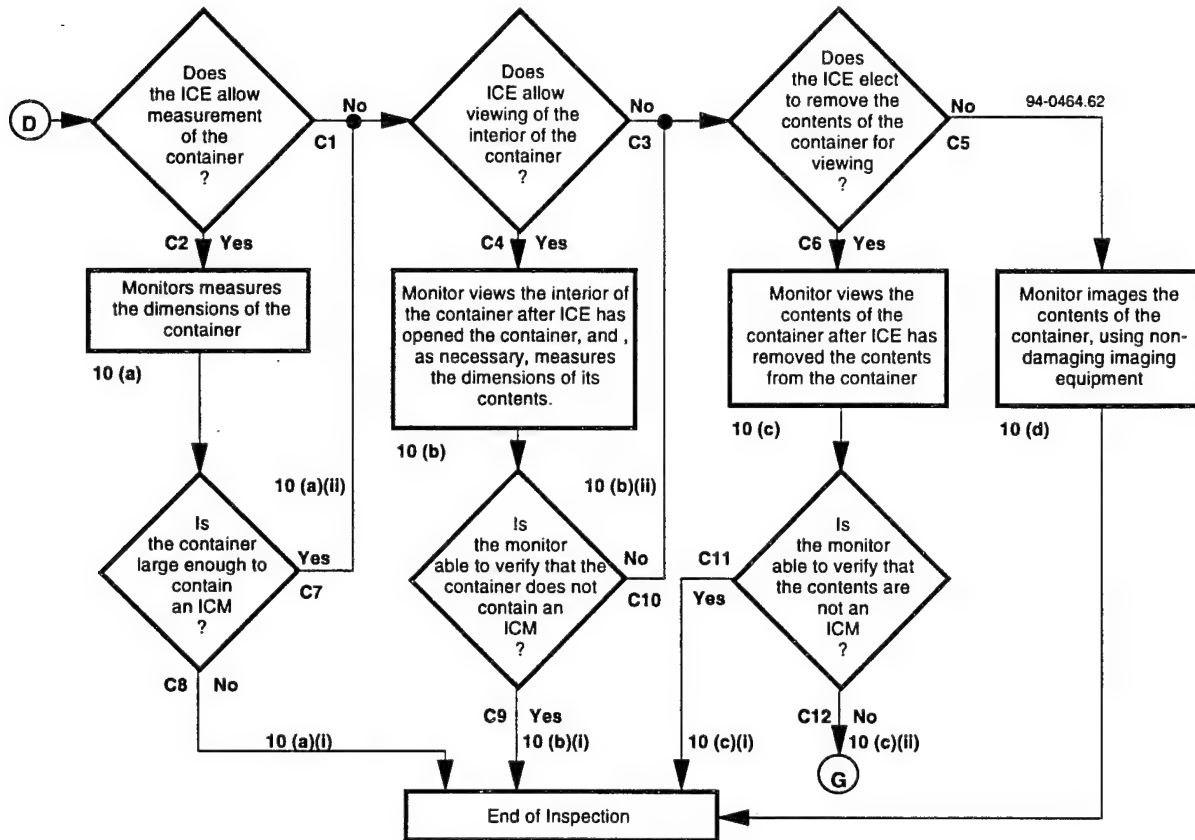 D
Does
the ICE allow
measurement
of the
container
?
No
C1
C2 Yes
Monitors measures
the dimensions of the
container
10 (a)
10 (a)(ii)
Is
the container
large enough to
contain
an ICM
?
Yes
C7
C8 No
10 (a)(i)
Does
ICE allow
viewing of the
interior of the
container
?
No
C3
C4 Yes
Monitor views the interior of
the container after ICE has
opened the container, and ,
as necessary, measures
the dimensions of its
contents.
10 (b)
10 (b)(ii)
Is
the monitor
able to verify that the
container does not
contain an
ICM
?
No
C10
C9 Yes
10 (b)(i)
Does
the ICE elect
to remove the
contents of the
container for
viewing
?
No
C5
94-0464.62
C6 Yes
Monitor views the
contents of the
container after ICE has
removed the contents
from the container
10 (c)
Is
the monitor
able to verify that
the contents are
not an
ICM
?
C11
Yes
10 (c)(i)
C12 No
10 (c)(ii)
G
Monitor images the
contents of the
container, using non-
damaging imaging
equipment
10 (d)
End of Inspection